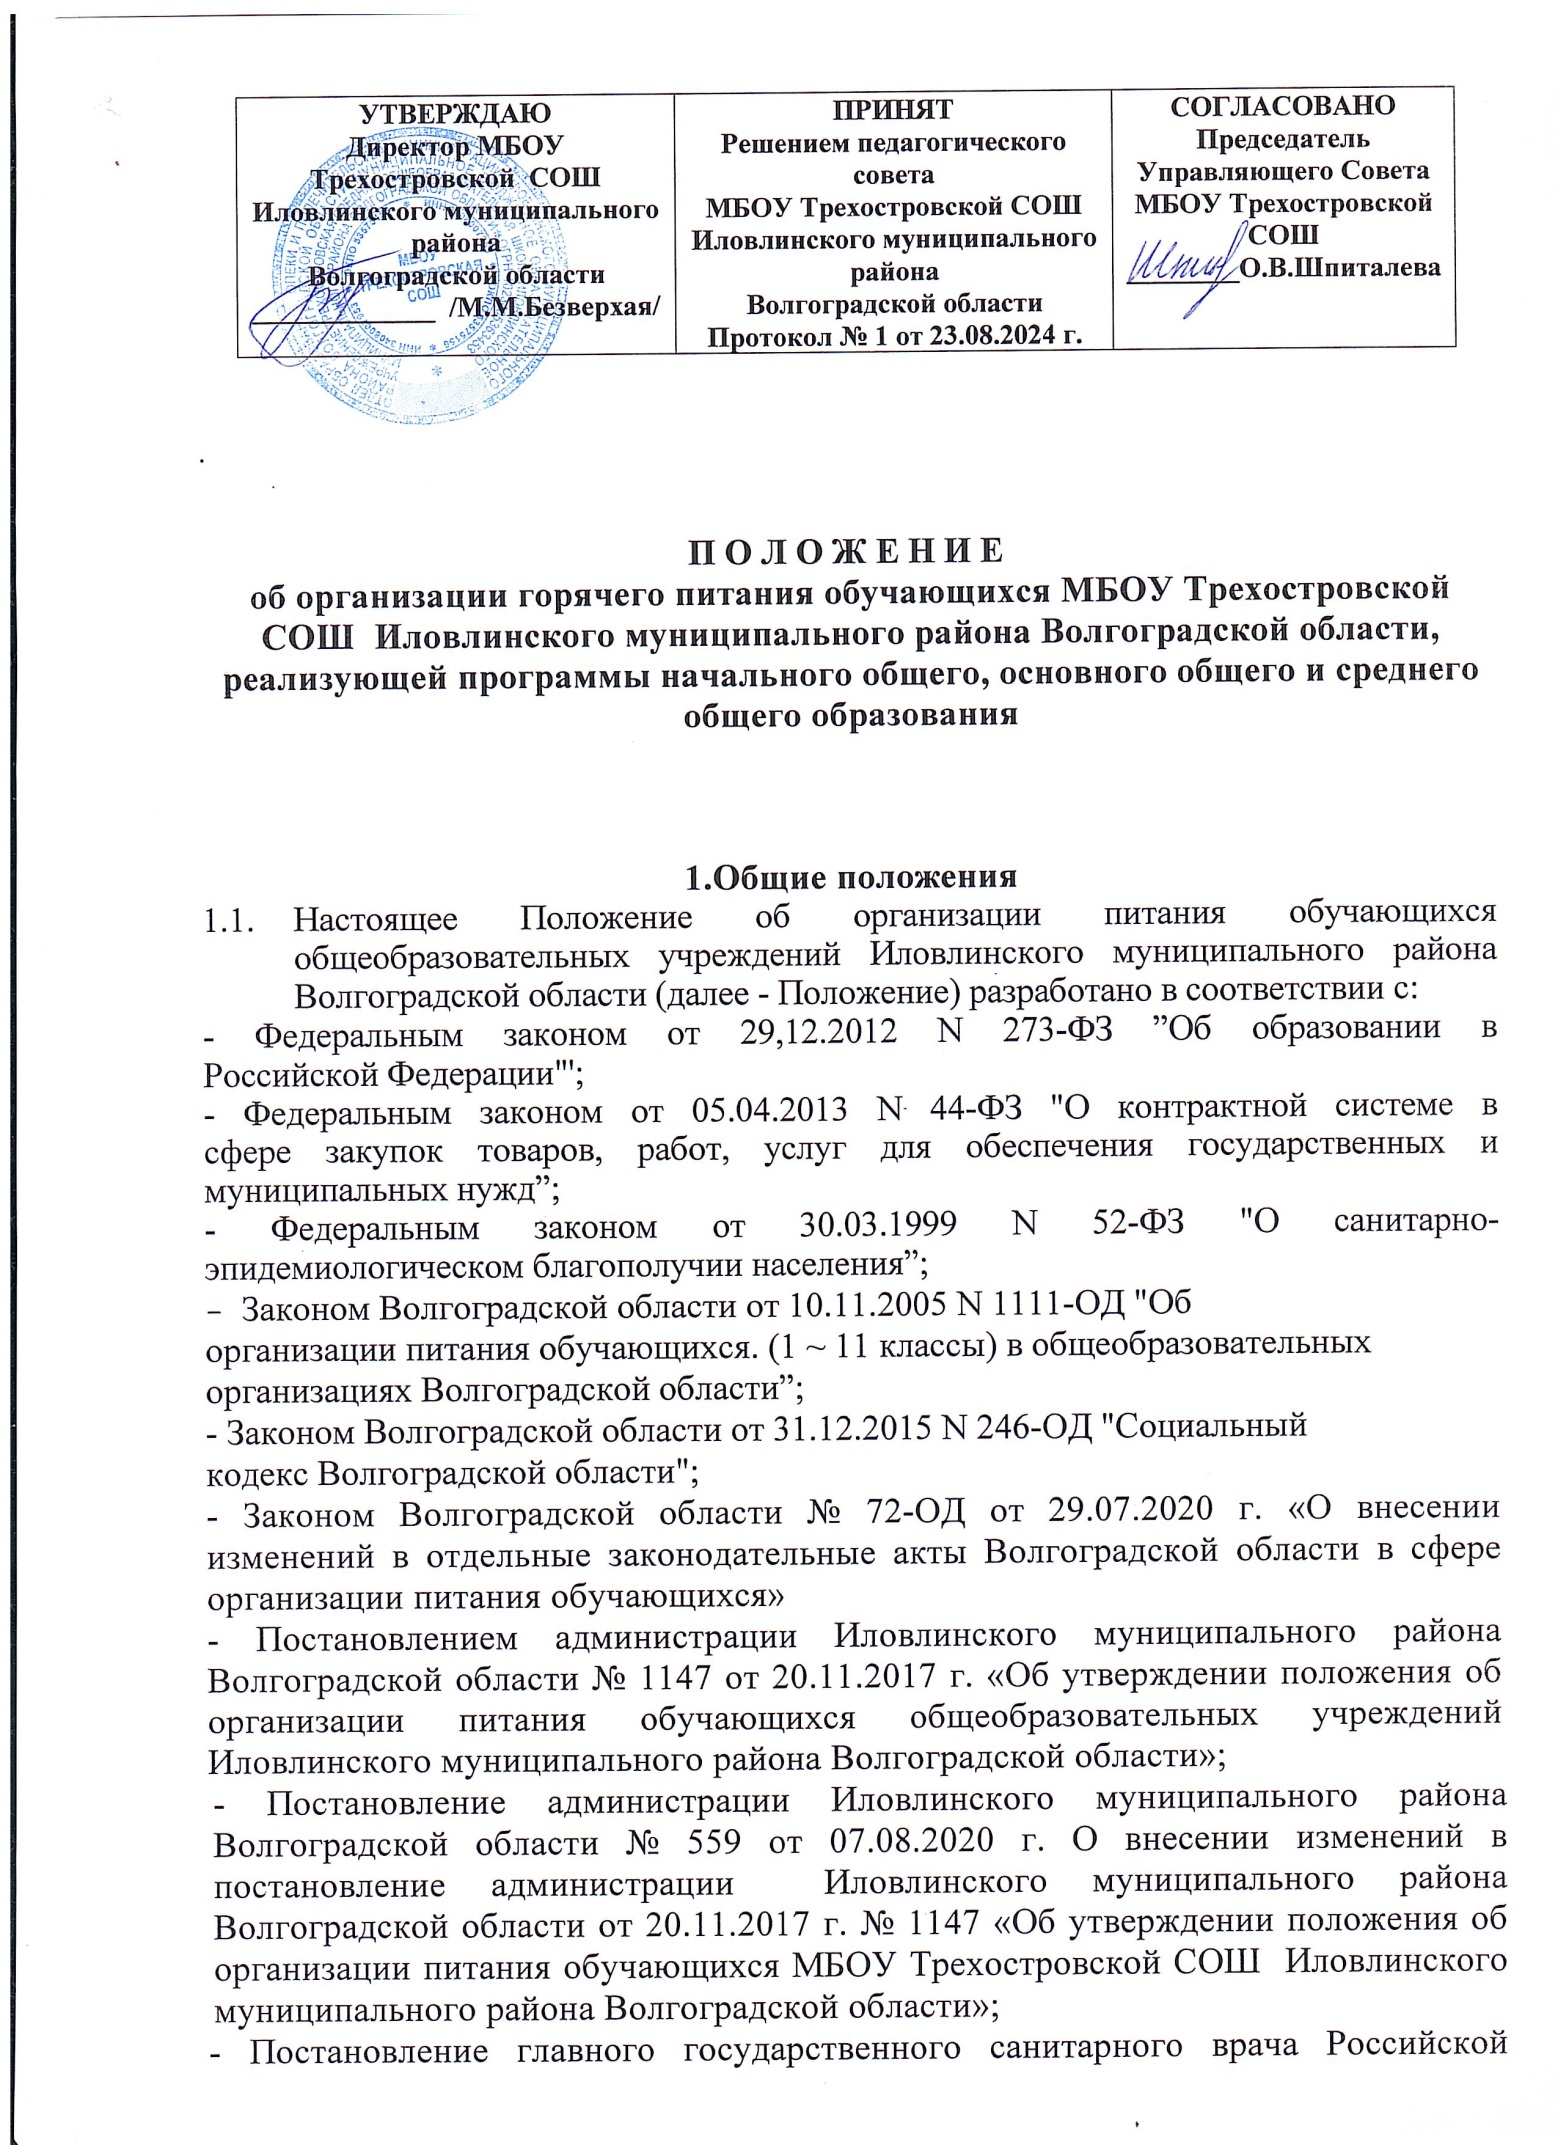 УТВЕРЖДАЮ
Директор МБОУ
Трехостровской СОШ
Иловлинского муниципального
района
Волгоградской области
/М.М.Безверхая/
ПРИНЯТ
Решением педагогического
совета
МБОУ Трехостровской СОШ
Иловлинского муниципального
района
Волгоградской области
Протокол № 1 от 23.08.2024 г.
СОГЛАСОВАНО
Председатель
Управляющего Совета
МБОУ Трехостровской
СОШ
О.В.Шпиталева
П О Л О Ж Е Н И Е
об организации горячего питания обучающихся МБОУ Трехостровской
СОШ Иловлинского муниципального района Волгоградской области,
реализующей программы начального общего, основного общего и среднего
общего образования
1.Общие положения
1.1. Настоящее Положение об организации питания обучающихся
общеобразовательных учреждений Иловлинского муниципального района
Волгоградской области (далее - Положение) разработано в соответствии с:
- Федеральным законом от 29,12.2012 N 273-ФЗ ”Об образовании в
Российской Федерации"';
- Федеральным законом от 05.04.2013 N 44-ФЗ "О контрактной системе в
сфере закупок товаров, работ, услуг для обеспечения государственных и
муниципальных нужд”;
- Федеральным законом от 30.03.1999 N 52-ФЗ "О санитарно-
эпидемиологическом благополучии населения”;
– Законом Волгоградской области от 10.11.2005 N 1111-ОД "Об
организации питания обучающихся. (1 ~ 11 классы) в общеобразовательных
организациях Волгоградской области”;
- Законом Волгоградской области от 31.12.2015 N 246-ОД "Социальный
кодекс Волгоградской области";
- Законом Волгоградской области № 72-ОД от 29.07.2020 г. «О внесении
изменений в отдельные законодательные акты Волгоградской области в сфере
организации питания обучающихся»
- Постановлением администрации Иловлинского муниципального района
Волгоградской области № 1147 от 20.11.2017 г. «Об утверждении положения об
организации питания обучающихся общеобразовательных учреждений
Иловлинского муниципального района Волгоградской области»;
- Постановление администрации Иловлинского муниципального района
Волгоградской области № 559 от 07.08.2020 г. О внесении изменений в
постановление администрации Иловлинского муниципального района
Волгоградской области от 20.11.2017 г. № 1147 «Об утверждении положения об
организации питания обучающихся МБОУ Трехостровской СОШ Иловлинского
муниципального района Волгоградской области»;
- Постановление главного государственного санитарного врача Российской